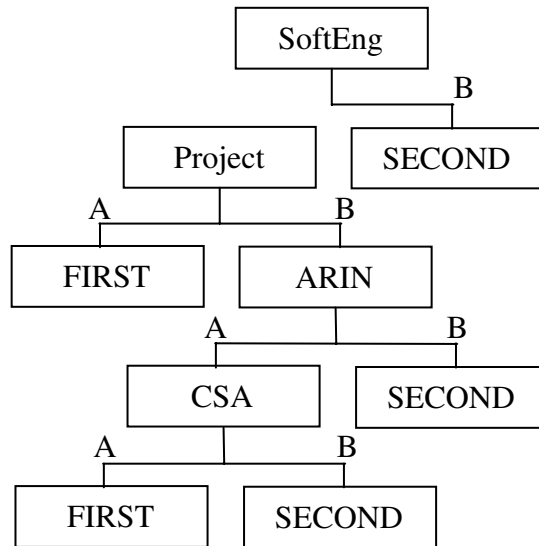 SoftEng
B
Project
SECOND
A B
FIRST ARIN
A B
CSA SECOND
A B
FIRST SECOND